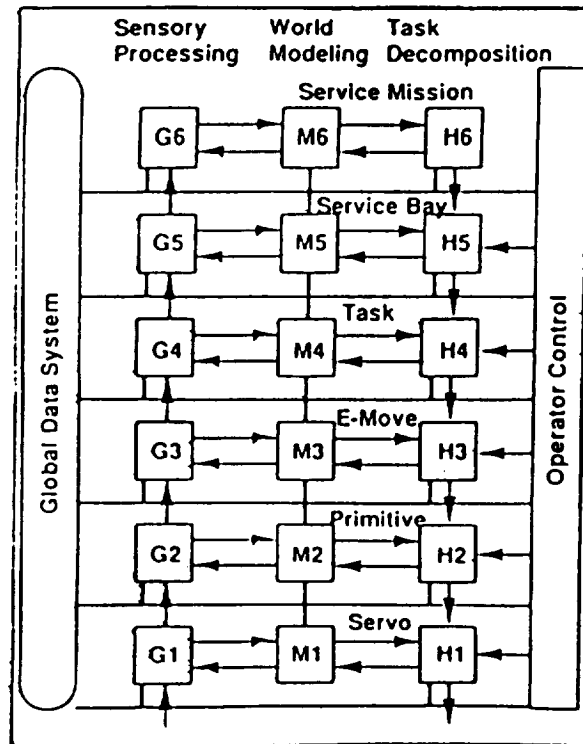 Sensory Processing
World Modeling
Task Decomposition
Global Data System
Operator Control
Service Mission
G6 M6 H6
Service Bay
G5 M5 H5
Task
G4 M4 H4
E-Move
G3 M3 H3
Primitive
G2 M2 H2
Servo
G1 M1 H1